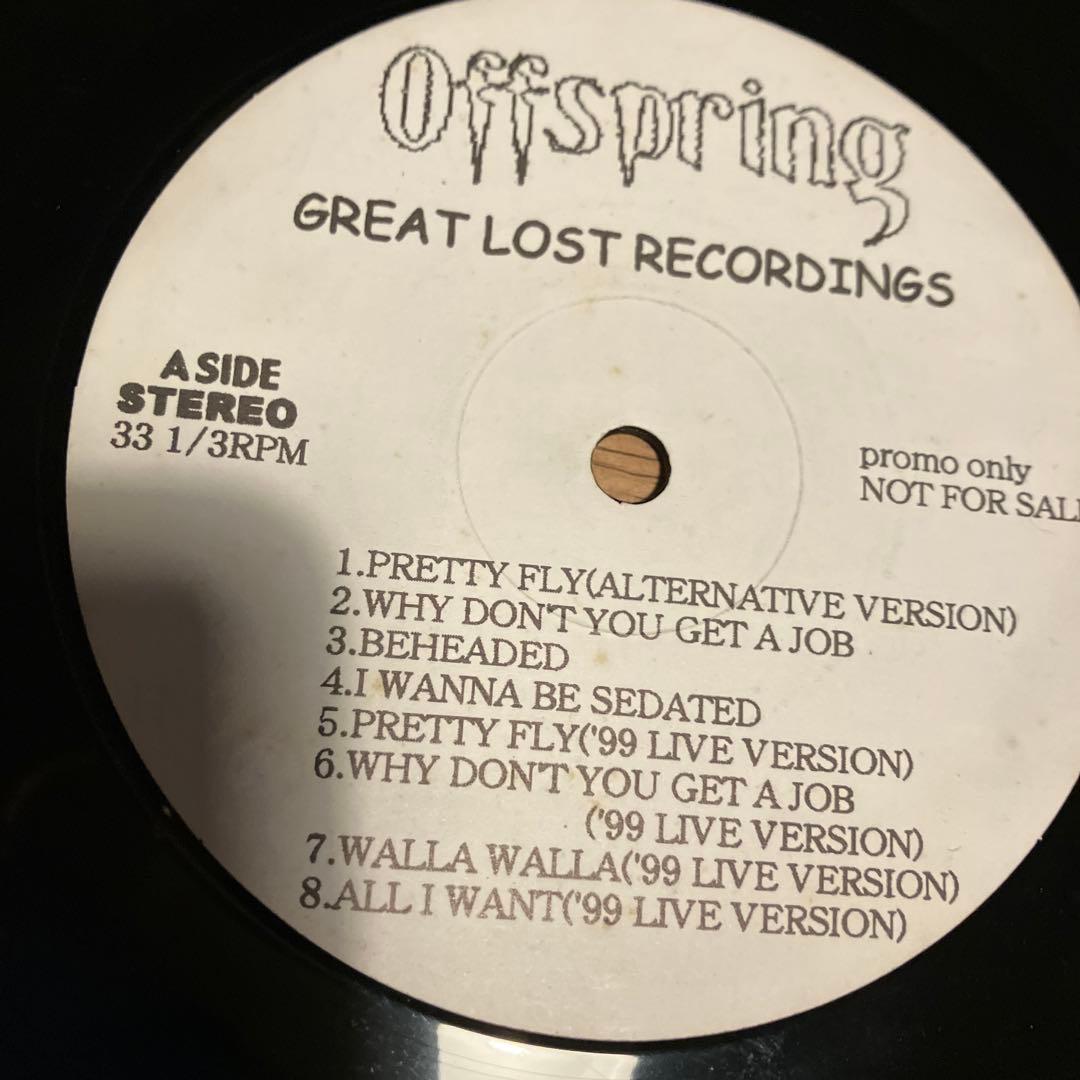 Offspring
GREAT LOST RECORDINGS
A SIDE
STEREO
33 1/3RPM
promo only
NOT FOR
1.PRETTY FLY(ALTERNATIVE VERSION)
2.WHY DON'T YOU GET A JOB
3.BEHEADED
4.I WANNA BE SEDATED
5.PRETTY FLY('99 LIVE VERSION)
6.WHY DON'T YOU GET A JOB
('99 LIVE VERSION)
7.WALLA WALLA('99 LIVE VERSION)
8.ALL I WANT('99 LIVE VERSION)